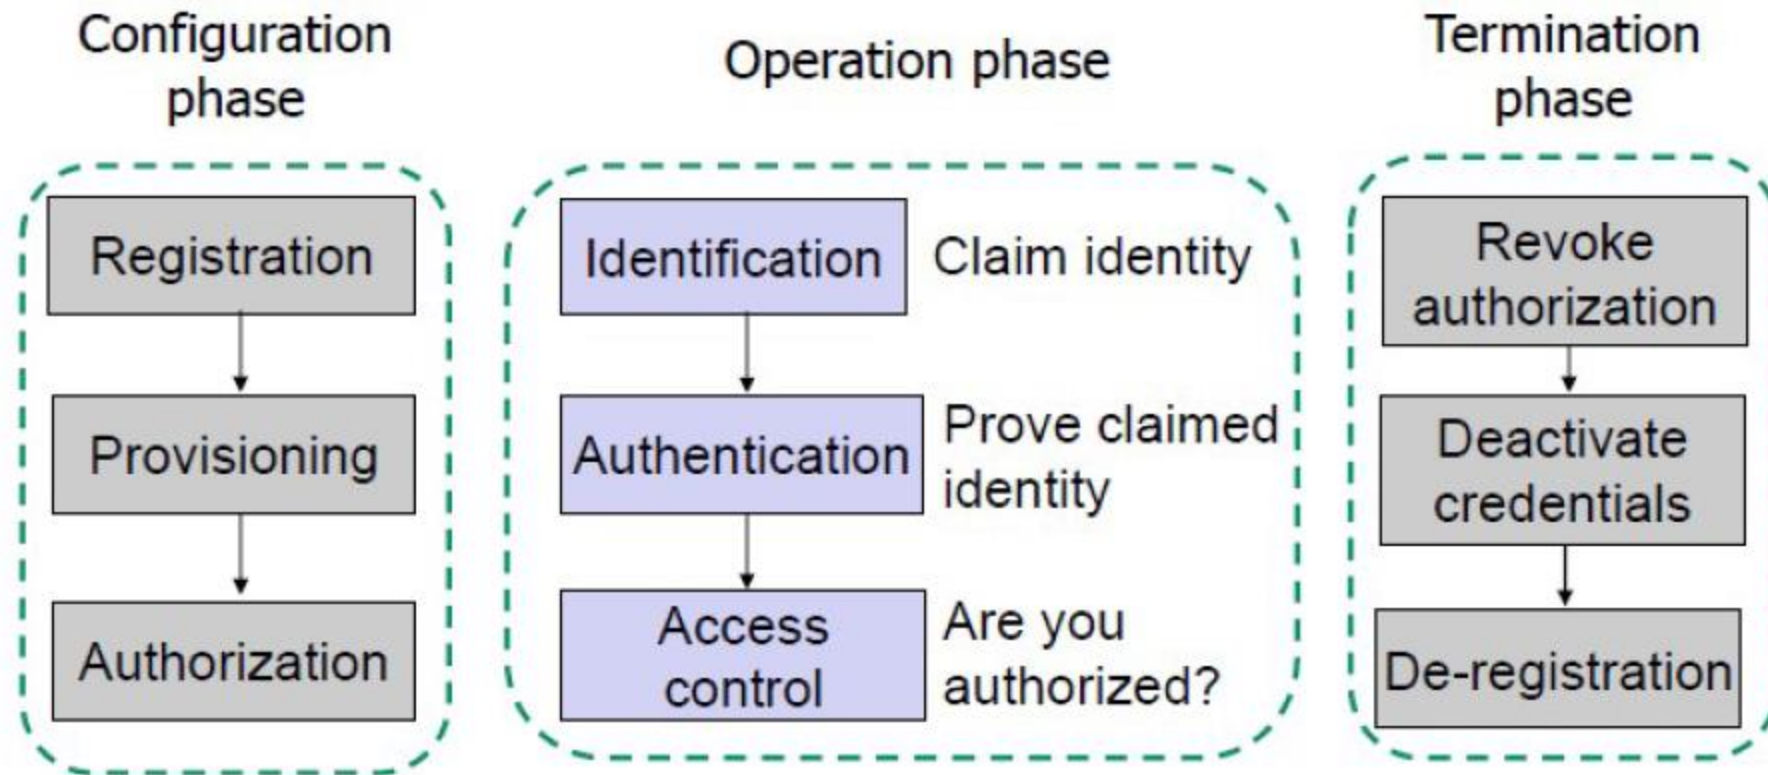 Configuration
phase
Registration
Provisioning
Authorization
Operation phase
Identification
Claim identity
Authentication
Prove claimed
identity
Access
control
Are you
authorized?
Termination
phase
Revoke
authorization
Deactivate
credentials
De-registration